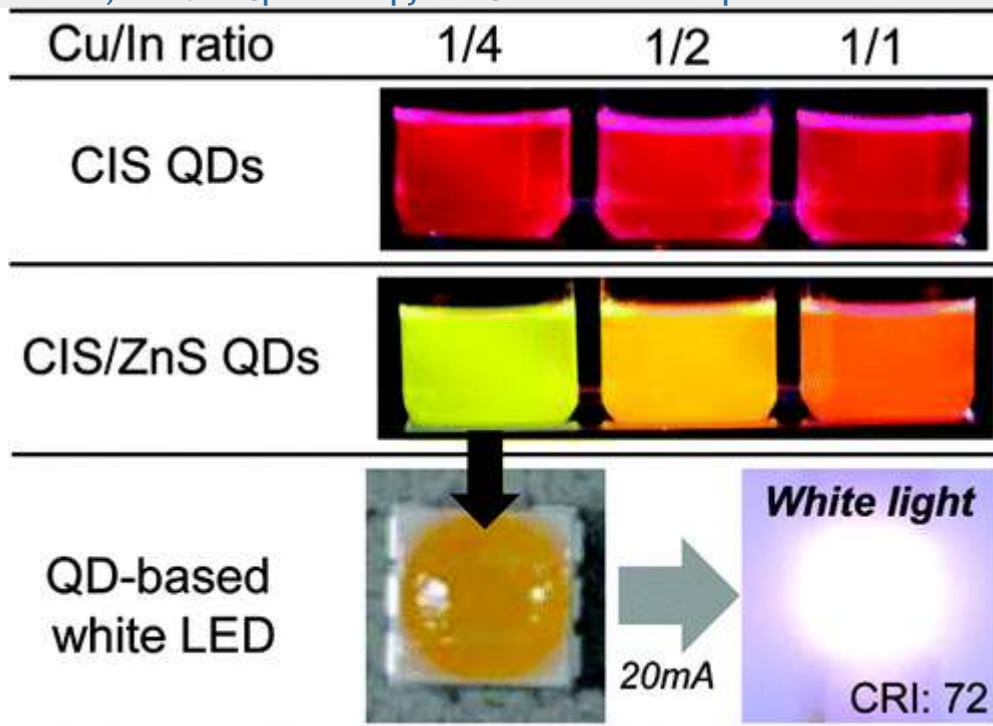 Cu/In ratio 1/4 1/2 1/1
CIS QDs
CIS/ZnS QDs
QD-based
white LED
20mA
White light
CRI: 72